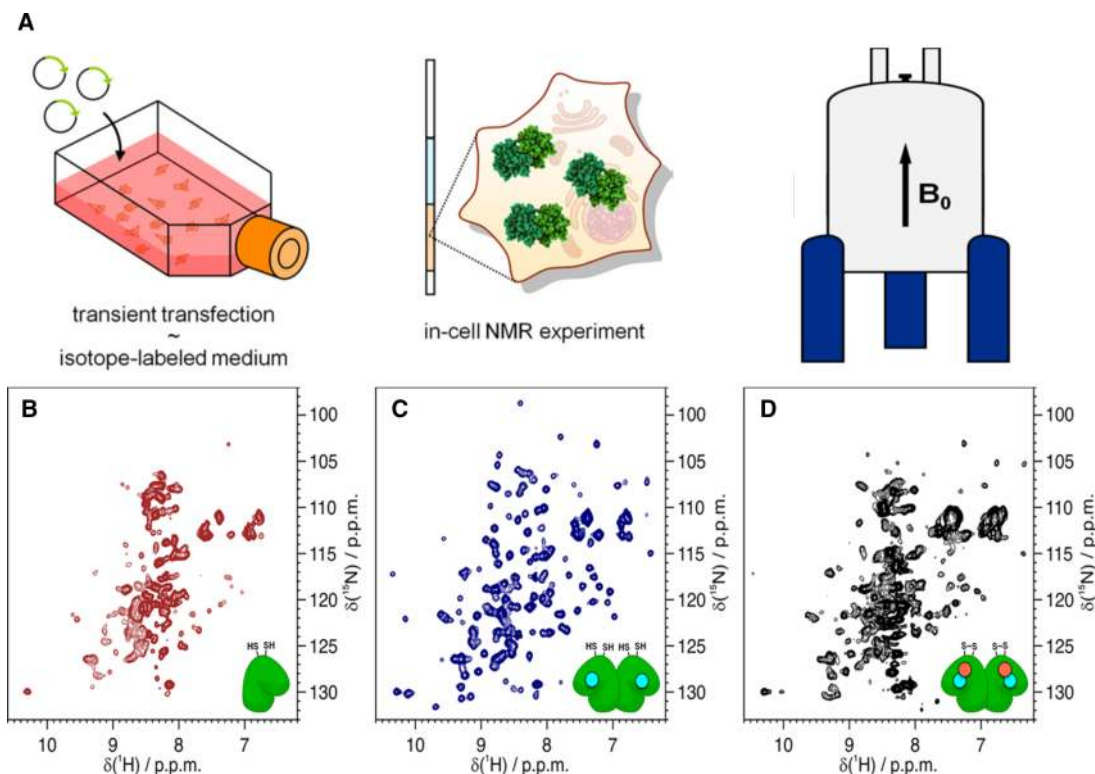 A
B₀
transient transfection
~
isotope-labeled medium
in-cell NMR experiment
B
HS SH
100
105
110
115
120
125
130
δ(¹⁵N) / p.p.m.
10 9 8 7
δ(¹H) / p.p.m.
C
HS SH HS SH
100
105
110
115
120
125
130
δ(¹⁵N) / p.p.m.
10 9 8 7
δ(¹H) / p.p.m.
D
S-S S-S
100
105
110
115
120
125
130
δ(¹⁵N) / p.p.m.
10 9 8 7
δ(¹H) / p.p.m.